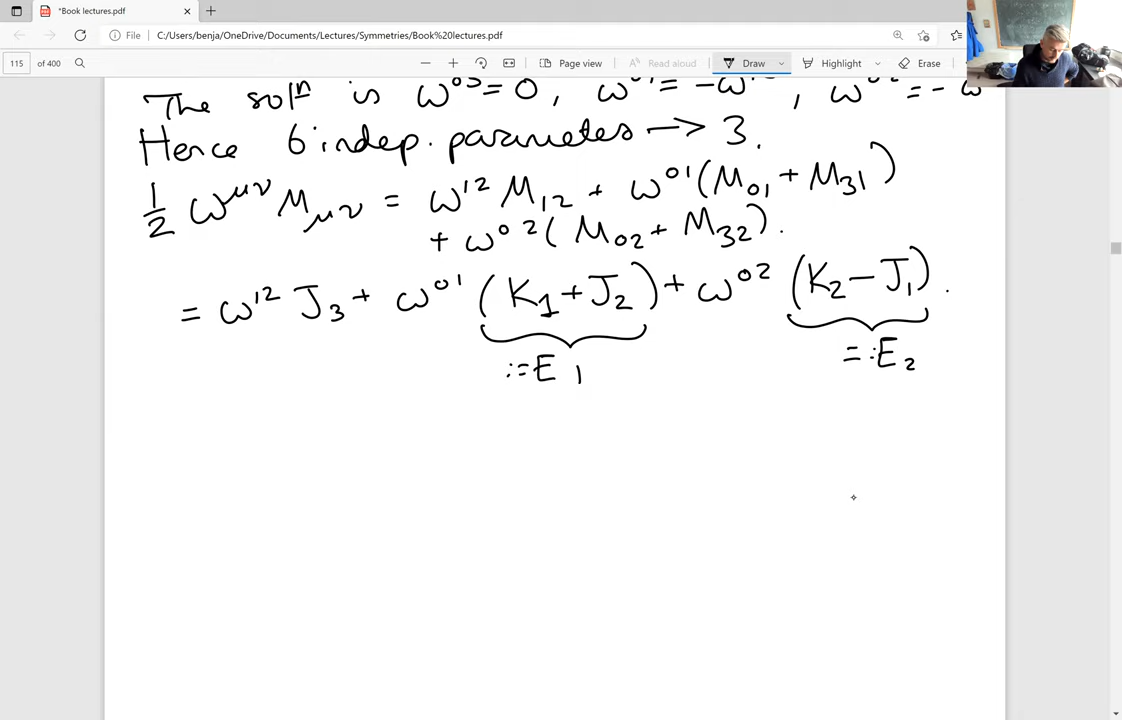 *Book lectures.pdf
File C:/Users/benja/OneDrive/Documents/Lectures/Symmetries/Book%20lectures.pdf
115 of 400 Page view Read aloud Draw Highlight Erase
The solⁿ is ω⁰³ = 0, ω⁰¹ = -ω , ω⁰² = - ω
Hence 6 indep. parameters → 3.
1/2 ω^μν M_μν = ω¹² M₁₂ + ω⁰¹(M₀₁ + M₃₁)
+ ω⁰²(M₀₂ + M₃₂).
= ω¹² J₃ + ω⁰¹ (K₁ + J₂) + ω⁰² (K₂ - J₁).
:= E₁ =: E₂